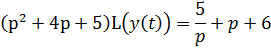 (p² + 4p + 5)L(y(t)) = 5/p + p + 6